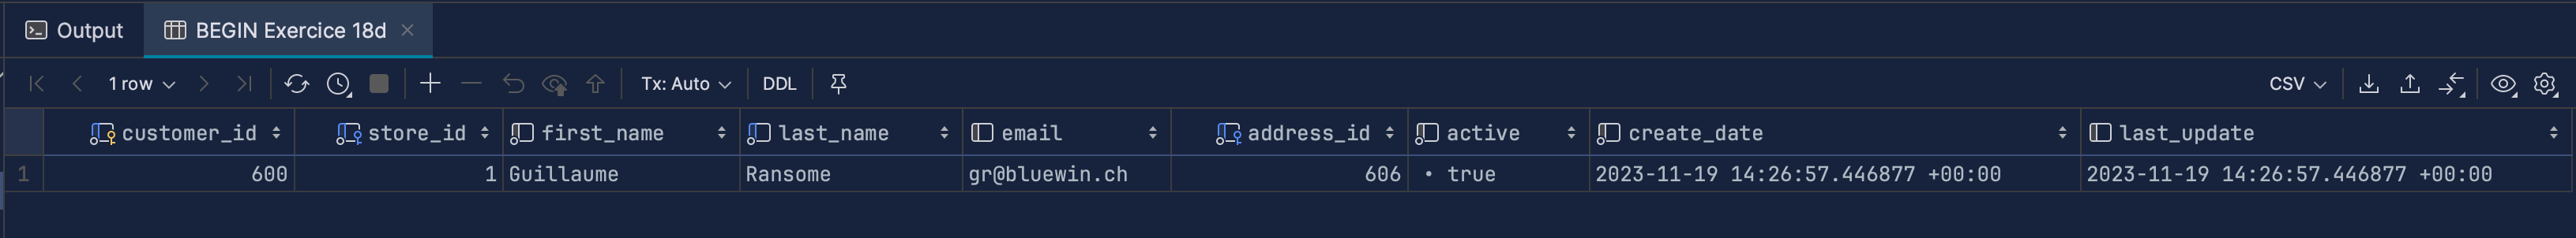 Output BEGIN Exercice 18d
1 row Tx: Auto DDL CSV
customer_id store_id first_name last_name email address_id active create_date last_update
1 600 1 Guillaume Ransome gr@bluewin.ch 606 true 2023-11-19 14:26:57.446877 +00:00 2023-11-19 14:26:57.446877 +00:00